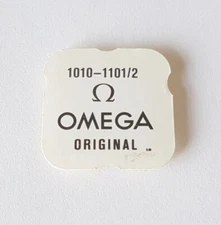 1010-1101/2
Ω
OMEGA
ORIGINAL